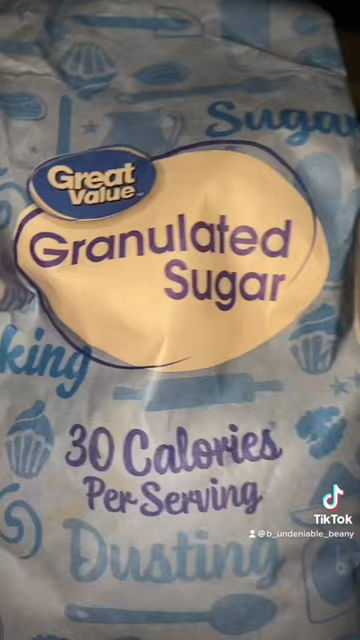 Sugar
Great
Value
Granulated
Sugar
king
30 Calories
Per Serving
Dusting
TikTok
@b_undeniable_beany